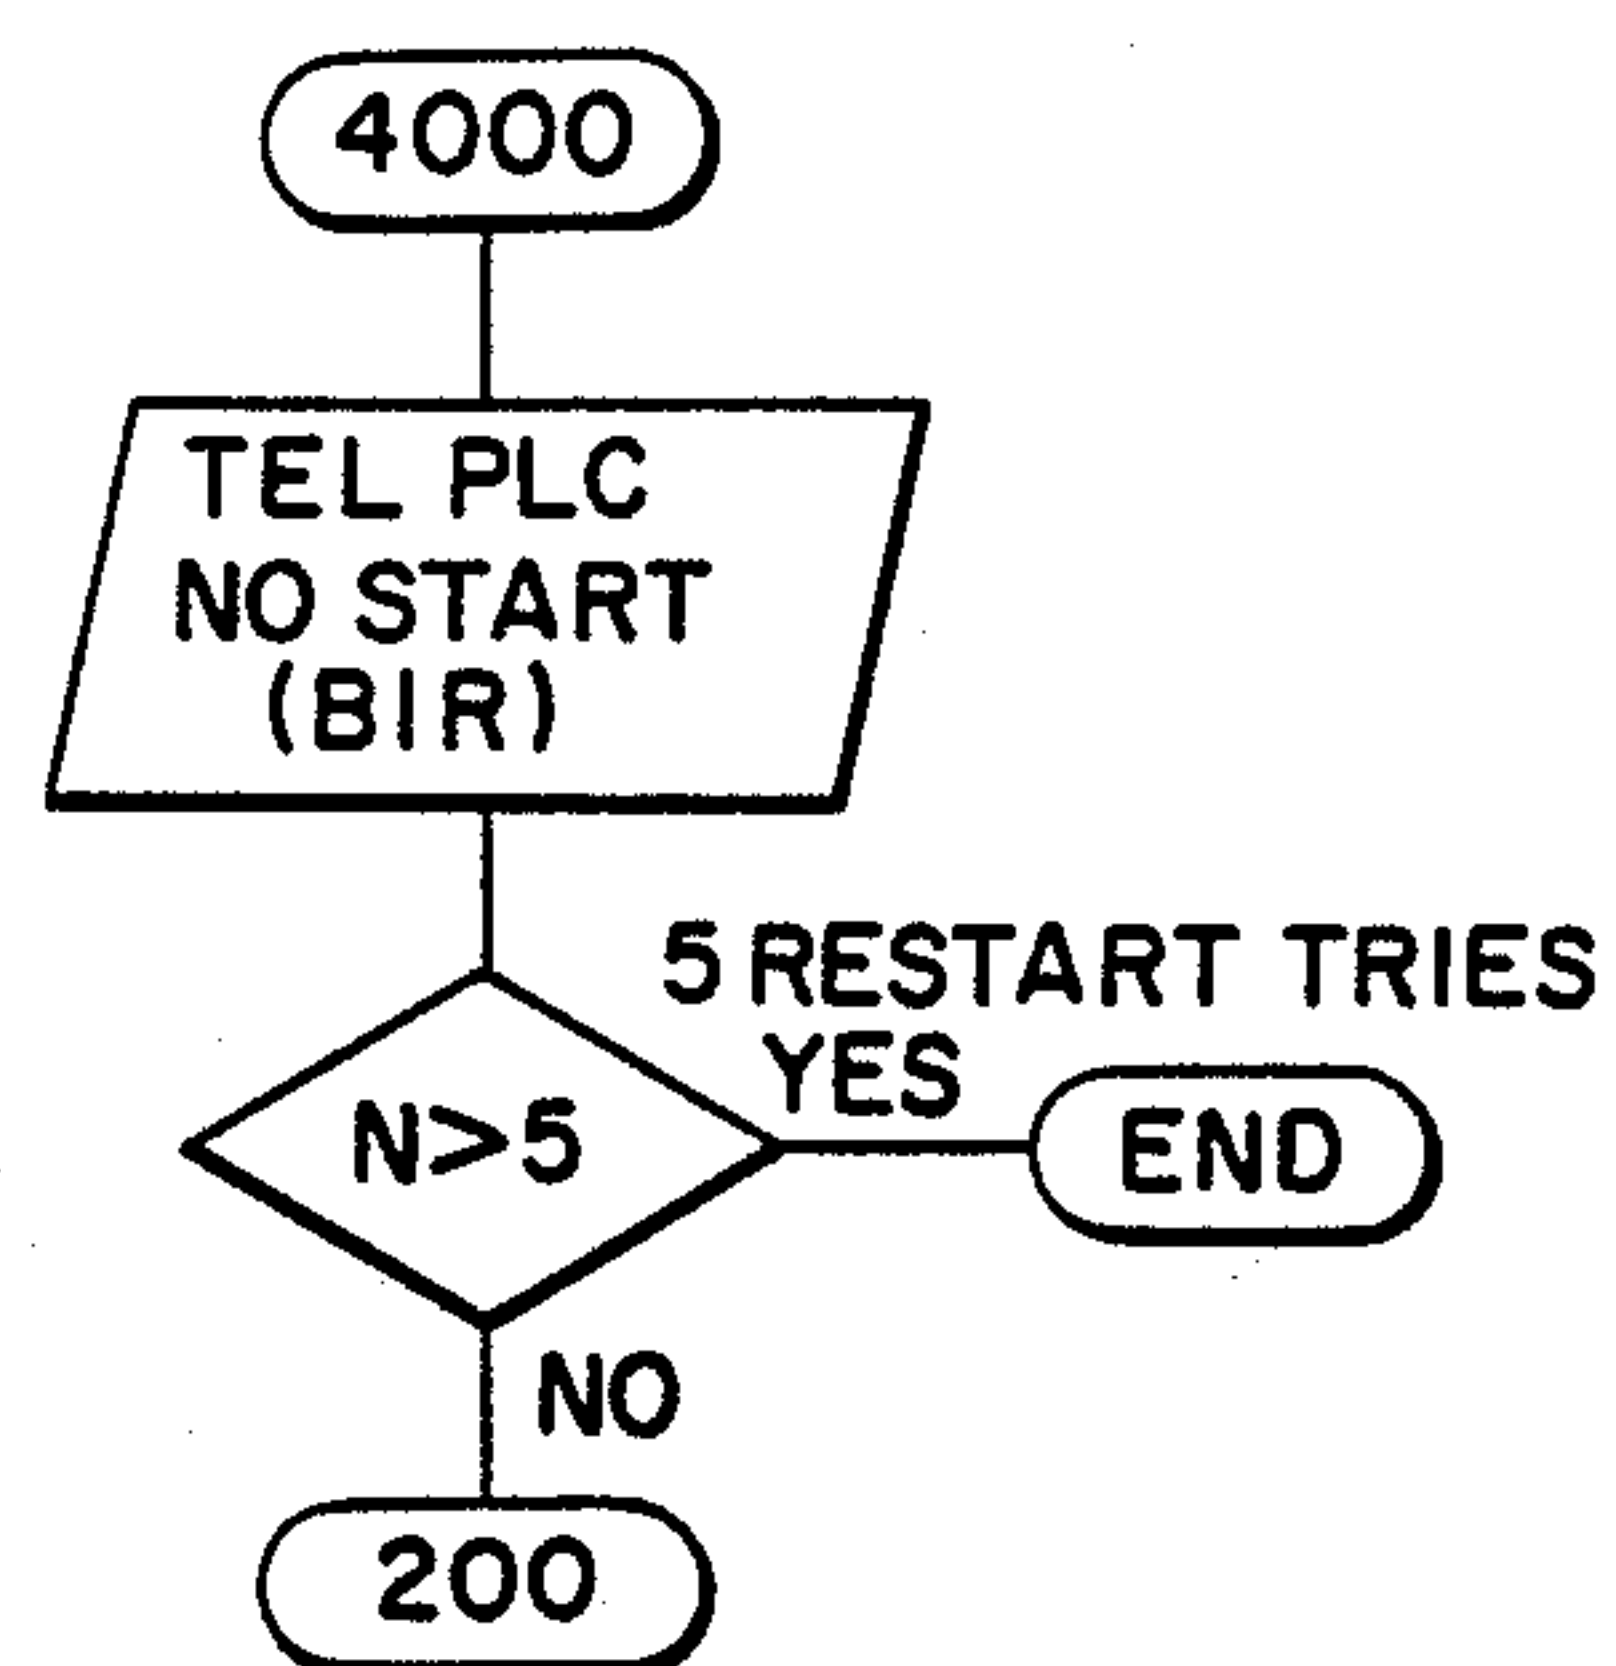 4000
TEL PLC
NO START
(BIR)
5 RESTART TRIES
YES
N>5
END
NO
200